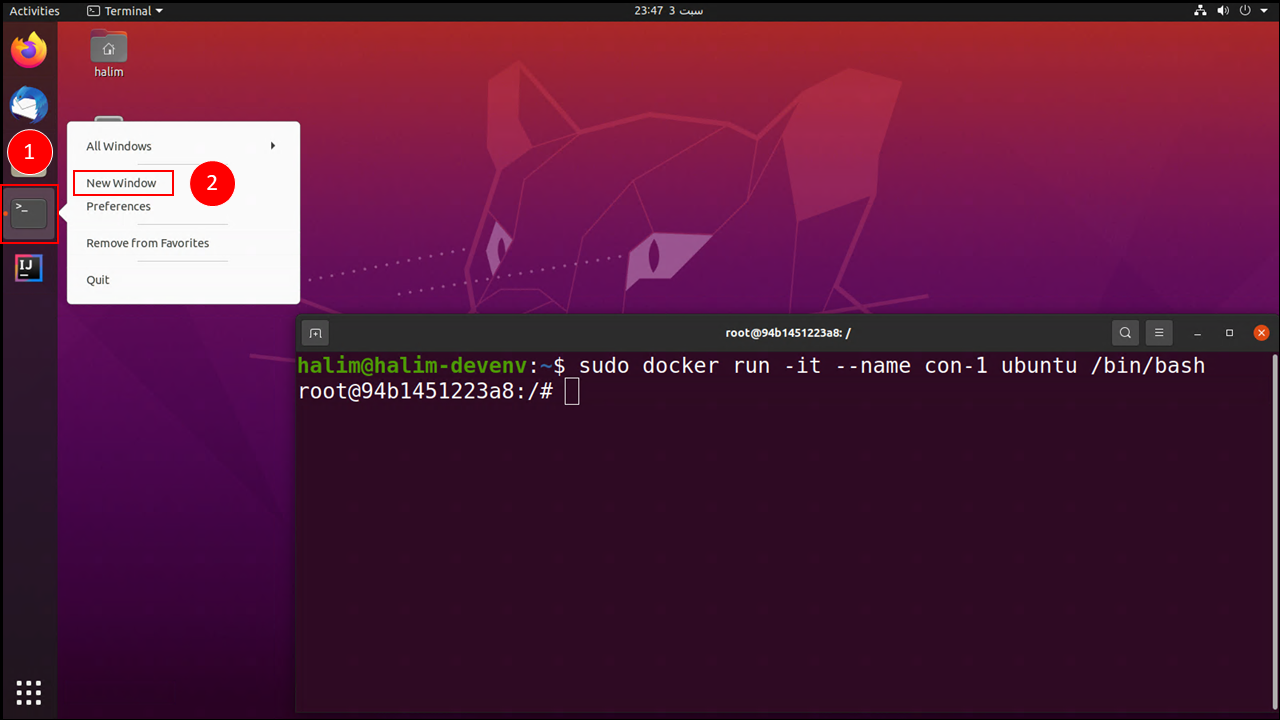 Activities
Terminal
23:47 3 سبت
halim
1
All Windows
New Window
2
Preferences
Remove from Favorites
Quit
>_
IJ
root@94b1451223a8: /
halim@halim-devenv:~$ sudo docker run -it --name con-1 ubuntu /bin/bash
root@94b1451223a8:/#